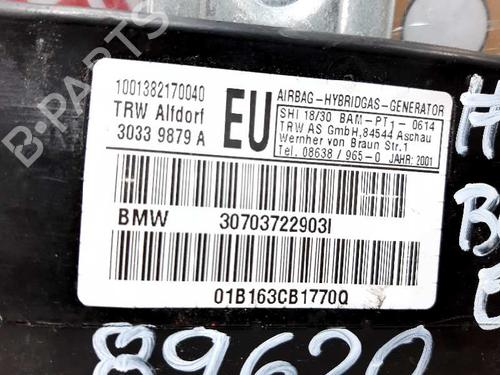 B-PARTS
1001382170040
TRW Alfdorf
3033 9879 A
EU
AIRBAG-HYBRIDGAS-GENERATOR
SHI 18/30 BAM-PT1-0614
TRW AS GmbH,84544 Aschau
Wernher von Braun Str.1
Tel. 08638/965-0 JAHR: 2001
BMW 30703722903I
01B163CB1770Q
89620